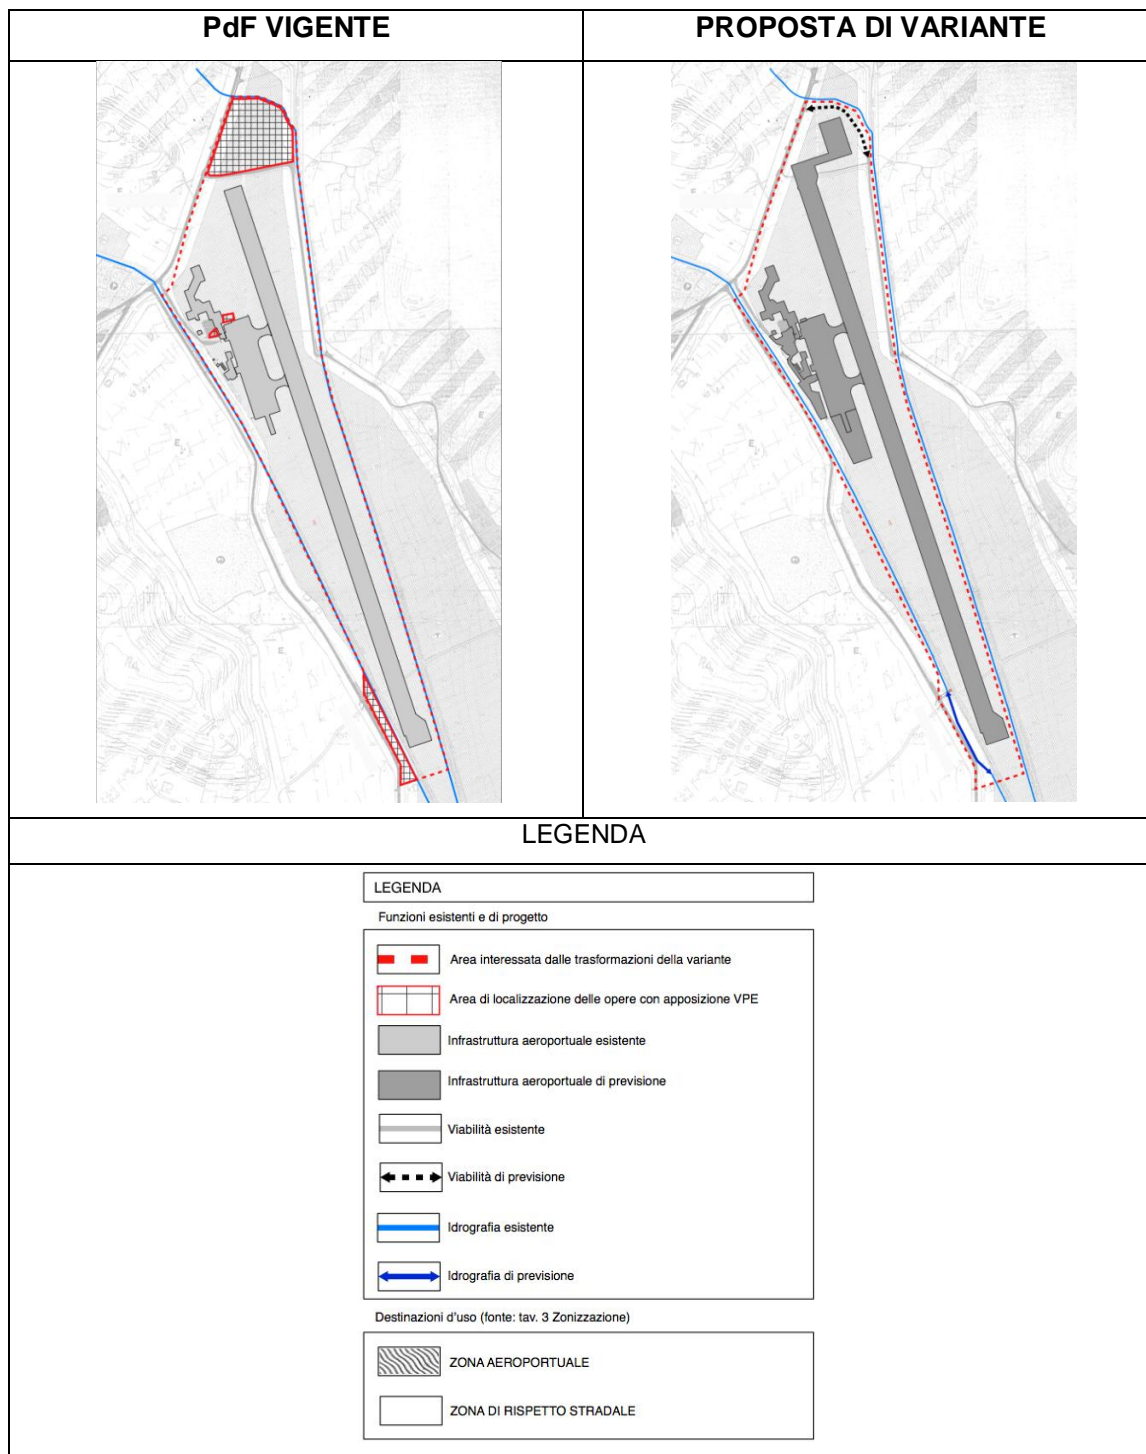 PdF VIGENTE
PROPOSTA DI VARIANTE
LEGENDA
LEGENDA
Funzioni esistenti e di progetto
Area interessata dalle trasformazioni della variante
Area di localizzazione delle opere con apposizione VPE
Infrastruttura aeroportuale esistente
Infrastruttura aeroportuale di previsione
Viabilità esistente
Viabilità di previsione
Idrografia esistente
Idrografia di previsione
Destinazioni d'uso (fonte: tav. 3 Zonizzazione)
ZONA AEROPORTUALE
ZONA DI RISPETTO STRADALE